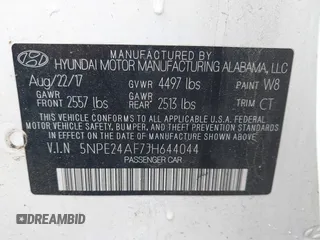 MANUFACTURED BY
HYUNDAI MOTOR MANUFACTURING ALABAMA, LLC
Aug/22/17 GVWR 4497 lbs PAINT W8
GAWR FRONT 2557 lbs GAWR REAR 2513 lbs TRIM CT
THIS VEHICLE CONFORMS TO ALL APPLICABLE
FEDERAL MOTOR VEHICLE SAFETY, BUMPER, AND
THEFT PREVENTION STANDARDS IN EFFECT ON
THE DATE OF MANUFACTURE SHOWN ABOVE.
V.I.N 5NPE24AF7JH644044
PASSENGER CAR
DREAMBID